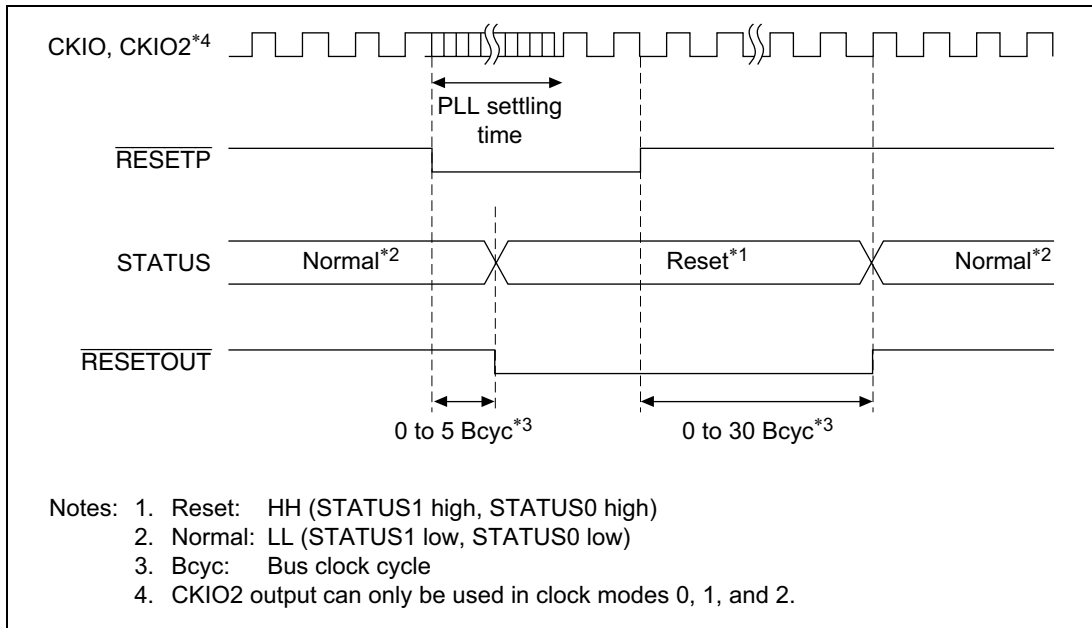 CKIO, CKIO2*4
PLL settling
time
RESETP
STATUS
Normal*2
Reset*1
Normal*2
RESETOUT
0 to 5 Bcyc*3
0 to 30 Bcyc*3
Notes: 1. Reset: HH (STATUS1 high, STATUS0 high)
2. Normal: LL (STATUS1 low, STATUS0 low)
3. Bcyc: Bus clock cycle
4. CKIO2 output can only be used in clock modes 0, 1, and 2.